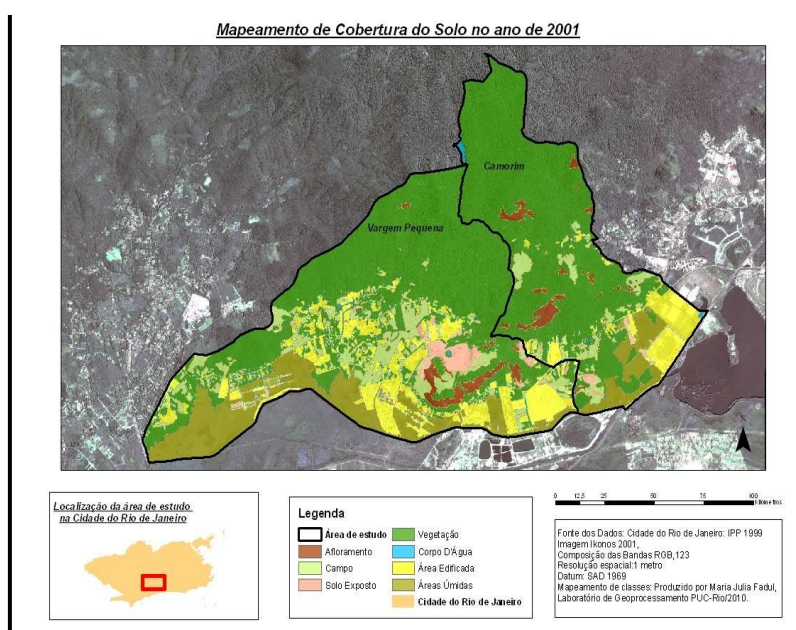 Mapeamento de Cobertura do Solo no ano de 2001
Camorim
Vargem Pequena
Localização da área de estudo
na Cidade do Rio de Janeiro
Legenda
Área de estudo
Vegetação
Afloramento
Corpo D'Água
Campo
Área Edificada
Solo Exposto
Áreas Úmidas
Cidade do Rio de Janeiro
0 12,5 25 50 75 100
Kilometros
Fonte dos Dados: Cidade do Rio de Janeiro: IPP 1999
Imagem Ikonos 2001,
Composição das Bandas RGB,123
Resolução espacial:1 metro
Datum: SAD 1969
Mapeamento de classes: Produzido por Maria Julia Fadul,
Laboratório de Geoprocessamento PUC-Rio/2010.